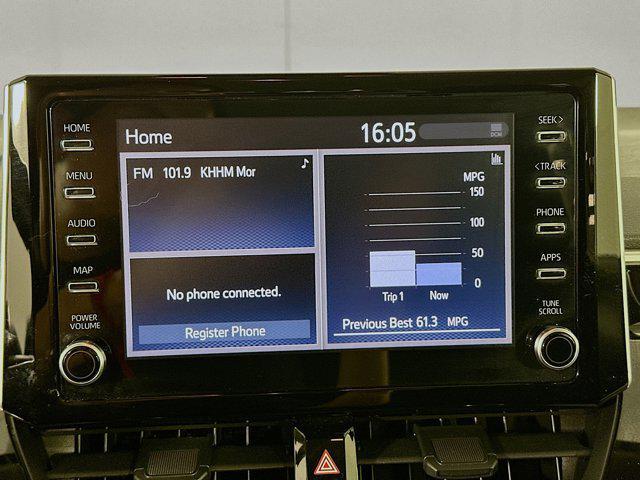 HOME
MENU
AUDIO
MAP
POWER
VOLUME
Home
16:05
DCM
FM 101.9 KHHM Mor
No phone connected.
Register Phone
MPG
150
100
50
0
Trip 1 Now
Previous Best 61.3 MPG
SEEK>
<TRACK
PHONE
APPS
TUNE
SCROLL